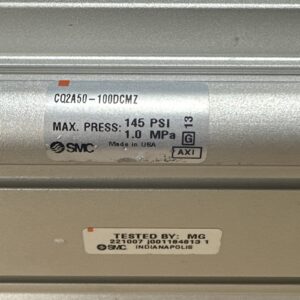 CQ2A50-100DCMZ
MAX. PRESS: 145 PSI
1.0 MPa
13
G
SMC Made in USA
AXI
TESTED BY: MG
221007 j001164613 1
SMC INDIANAPOLIS